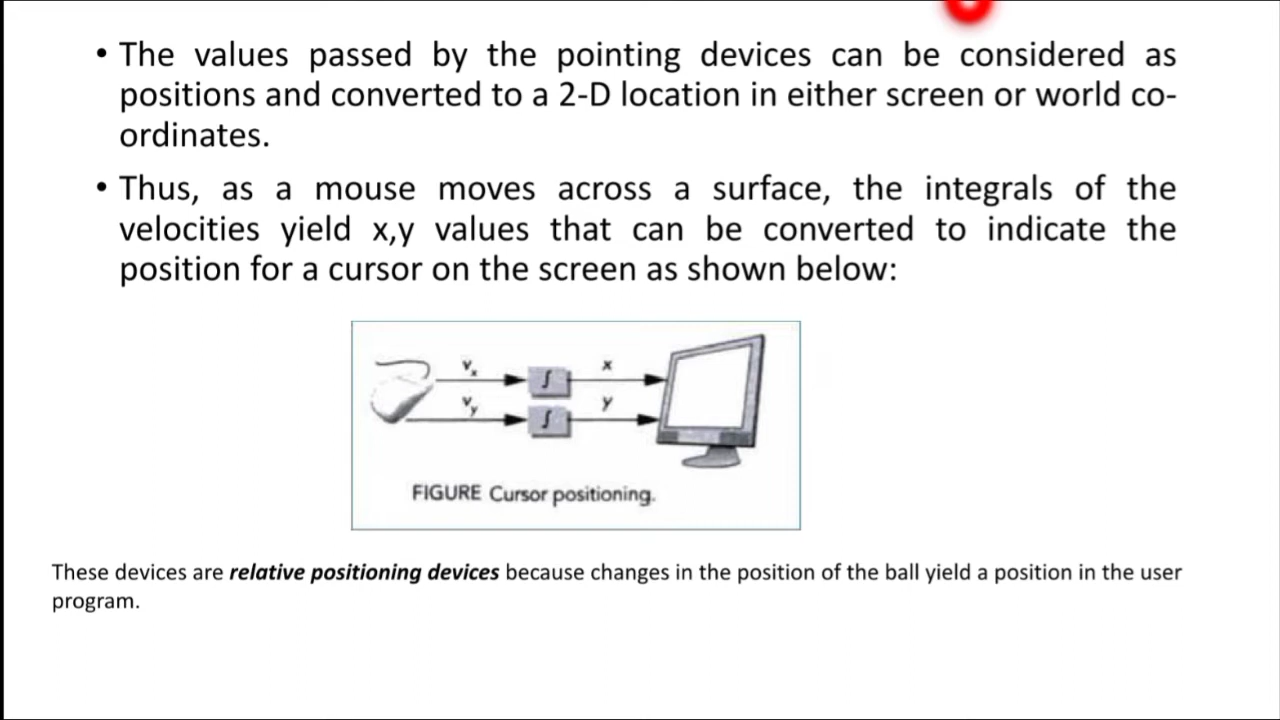 • The values passed by the pointing devices can be considered as
positions and converted to a 2-D location in either screen or world co-
ordinates.
• Thus, as a mouse moves across a surface, the integrals of the
velocities yield x,y values that can be converted to indicate the
position for a cursor on the screen as shown below:
vx ∫ x
vy ∫ y
FIGURE Cursor positioning.
These devices are relative positioning devices because changes in the position of the ball yield a position in the user
program.